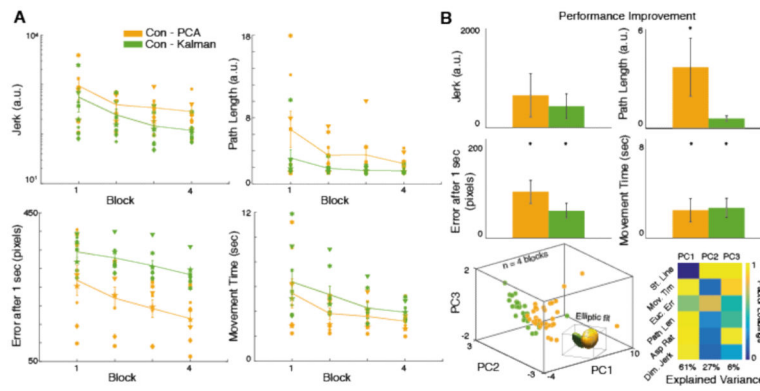 A
Con - PCA
Con - Kalman
Jerk (a.u.)
10⁴
10¹
1
4
Block
Path Length (a.u.)
18
0
1
4
Block
Error after 1 sec (pixels)
450
50
1
4
Block
Movement Time (sec)
12
0
1
4
Block
B
Performance Improvement
Jerk (a.u.)
2000
0
Path Length (a.u.)
6
0
*
Error after 1 sec
(pixels)
200
0
* *
Movement Time (sec)
8
0
* *
n = 4 blocks
Elliptic fit
PC3
2
-4
PC2
3
-3
PC1
-4
10
PC1 PC2 PC3
St. Line
Mov. Tim
Euc. Err
Path Len
Asp Rat
Dim. Jerk
61% 27% 6%
Explained Variance
1
0